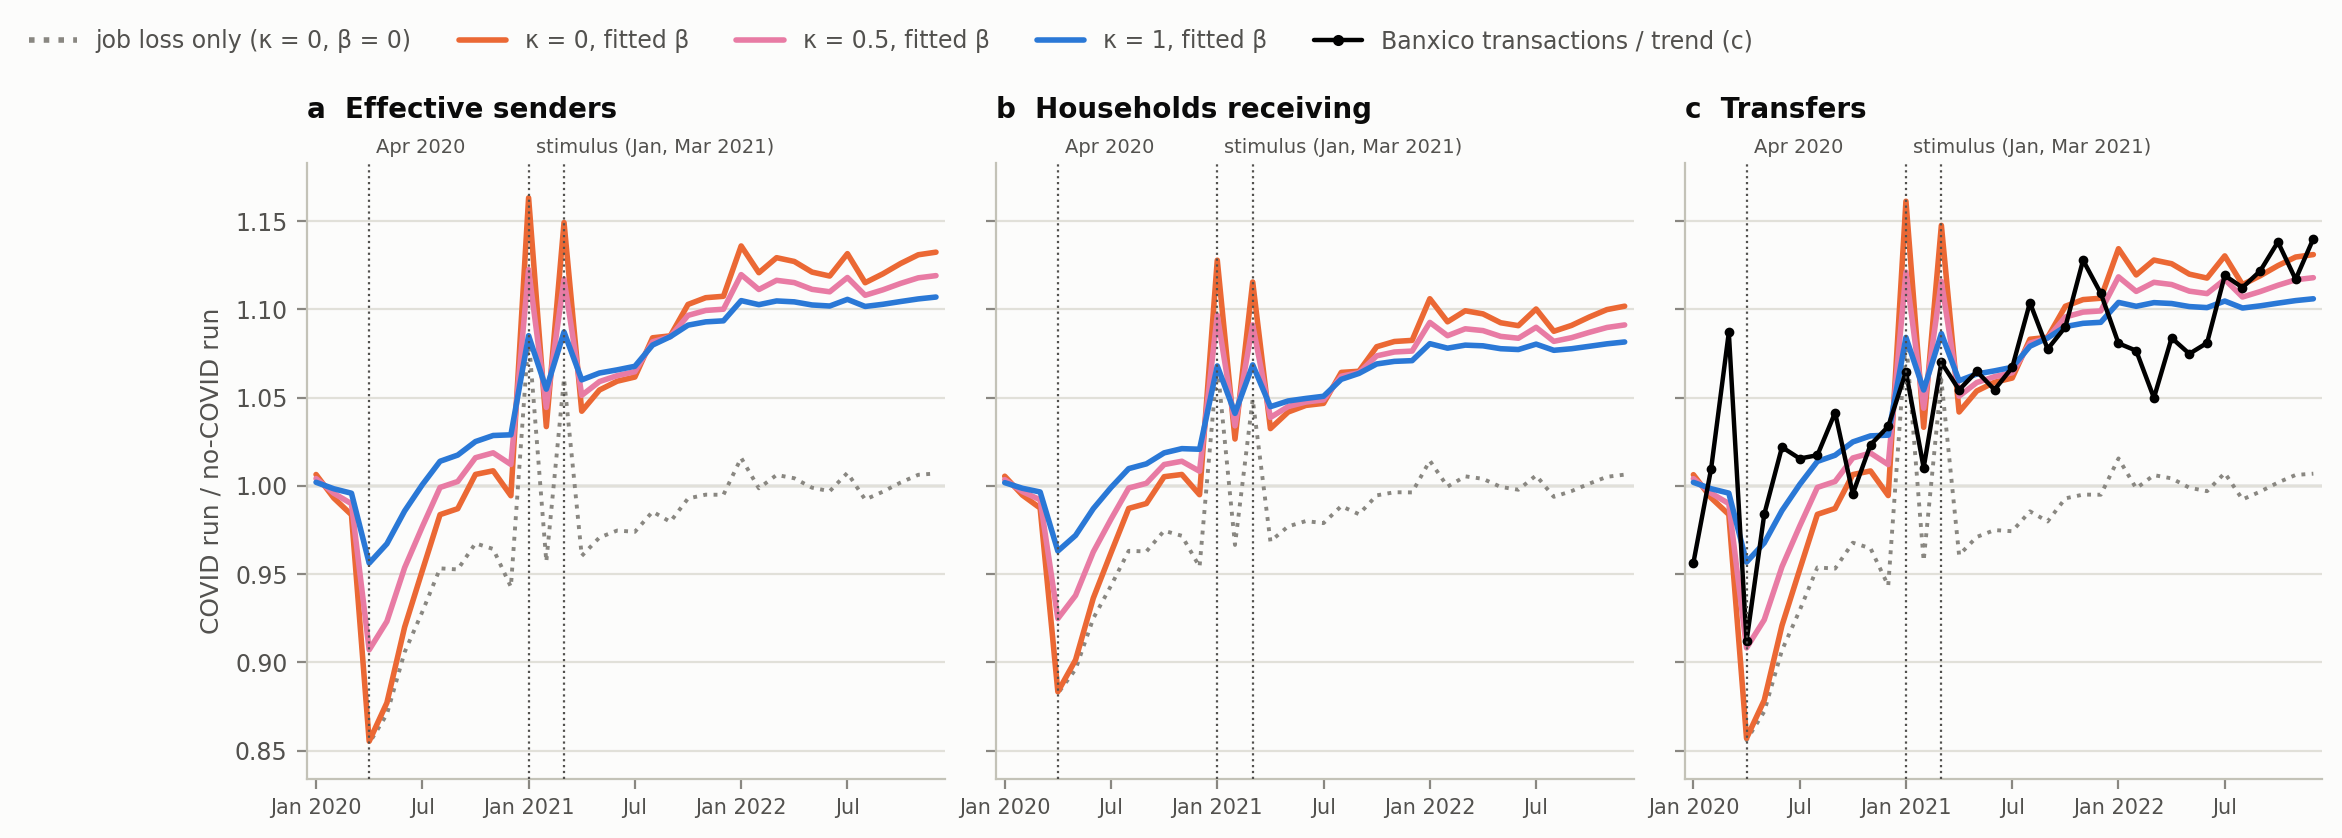 job loss only (κ = 0, β = 0)
κ = 0, fitted β
κ = 0.5, fitted β
κ = 1, fitted β
Banxico transactions / trend (c)
a Effective senders
Apr 2020
stimulus (Jan, Mar 2021)
COVID run / no-COVID run
1.15
1.10
1.05
1.00
0.95
0.90
0.85
Jan 2020
Jul
Jan 2021
Jul
Jan 2022
Jul
b Households receiving
Apr 2020
stimulus (Jan, Mar 2021)
Jan 2020
Jul
Jan 2021
Jul
Jan 2022
Jul
c Transfers
Apr 2020
stimulus (Jan, Mar 2021)
Jan 2020
Jul
Jan 2021
Jul
Jan 2022
Jul